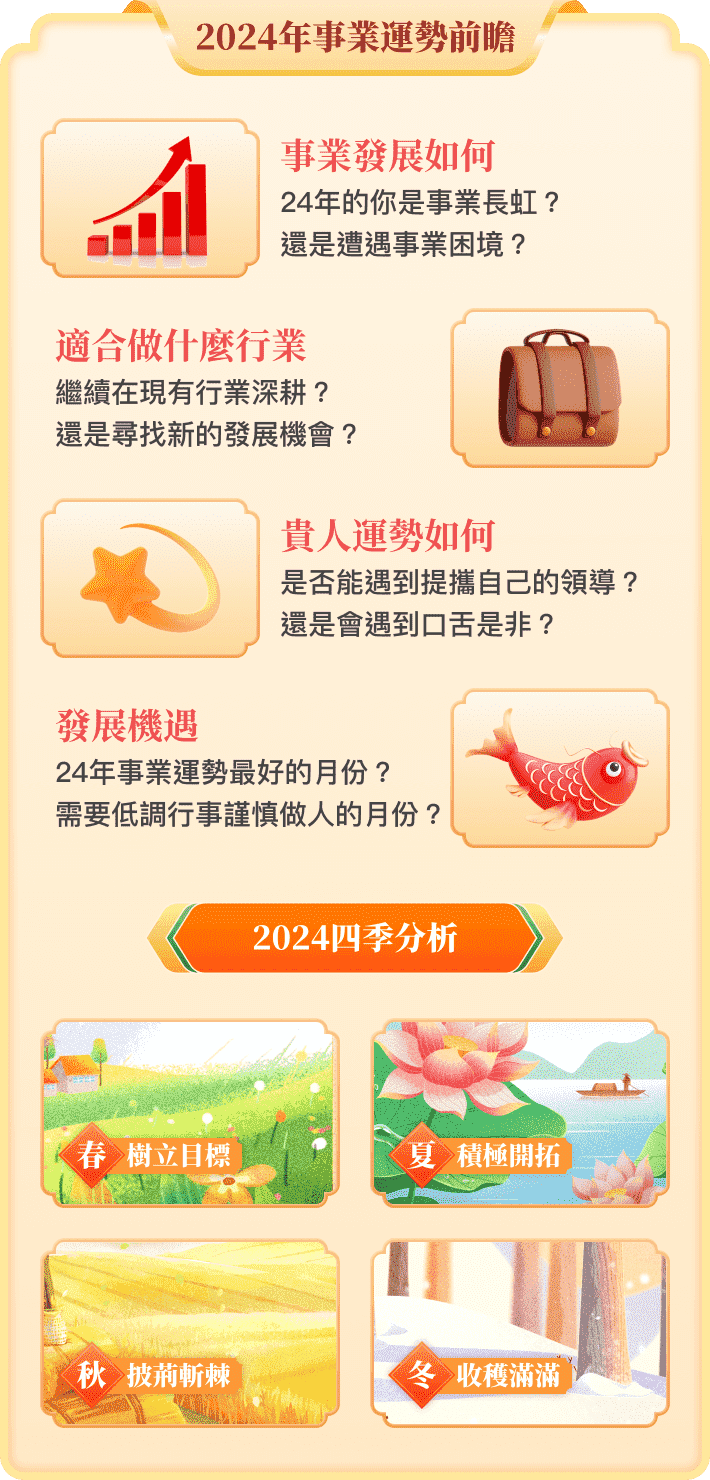 2024年事業運勢前瞻
事業發展如何
24年的你是事業長虹？
還是遭遇事業困境？
適合做什麼行業
繼續在現有行業深耕？
還是尋找新的發展機會？
貴人運勢如何
是否能遇到提攜自己的領導？
還是會遇到口舌是非？
發展機遇
24年事業運勢最好的月份？
需要低調行事謹慎做人的月份？
2024四季分析
春 樹立目標
夏 積極開拓
秋 披荊斬棘
冬 收穫滿滿